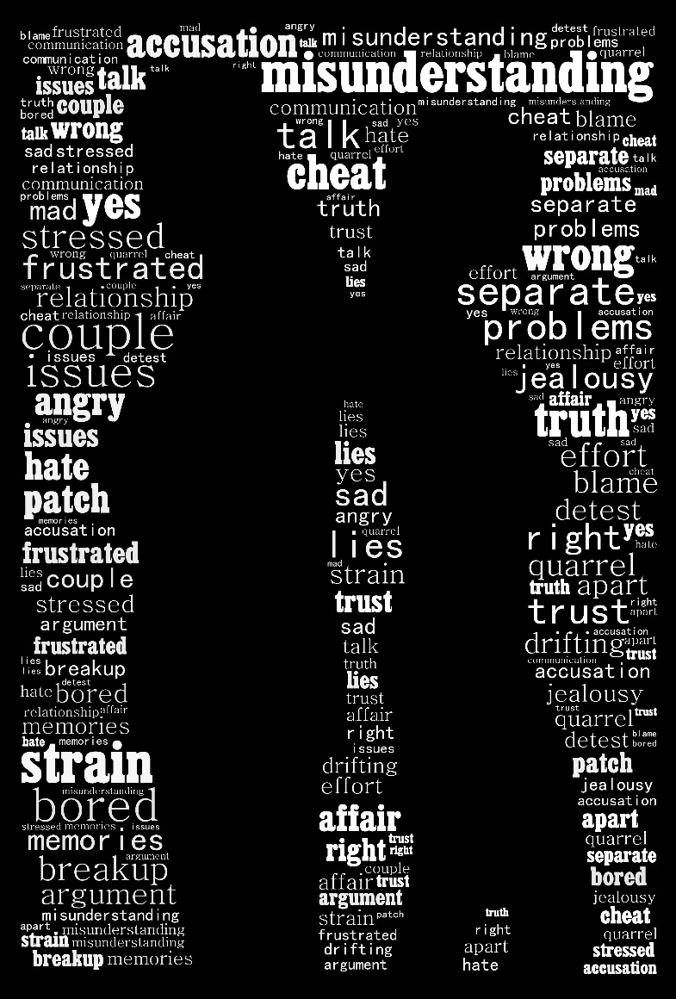 mad angry
blame frustrated accusation talk misunderstanding detest frustrated
communication problems
communication right communication relationship blame quarrel
wrong talk talk misunderstanding
issues
truth couple communication misunderstanding misunderstanding
bored cheat blame
talk wrong wrong talk sad yes hate relationship cheat
sad stressed hate quarrel effort separate talk
relationship cheat accusation
communication problems mad
problems affair
mad yes truth separate
stressed trust problems
wrong quarrel cheat talk wrong talk
frustrated sad effort argument
separate couple yes lies separate yes
relationship yes
cheat relationship affair yes wrong accusation
couple problems
issues detest relationship affair
issues yes effort
lies jealousy
angry sad affair angry
angry hate truth yes
issues lies sad
lies sad sad
hate lies effort
yes cheat
patch sad blame
memories angry detest
accusation quarrel right yes
frustrated lies hate
lies couple mad strain quarrel
sad truth apart
stressed trust trust right
argument sad apart
frustrated talk accusation
drifting apart
lies truth communication trust
lies breakup lies accusation
detest
hate bored trust jealousy
relationship affair affair trust
memories right quarrel trust
hate memories issues detest blame
bored
strain drifting patch
misunderstanding effort jealousy
bored accusation
stressed memories issues affair apart
memories right trust quarrel
argument right separate
breakup couple bored
argument affair trust
argument jealousy
misunderstanding strain patch truth cheat
apart misunderstanding frustrated right quarrel
strain misunderstanding drifting apart stressed
breakup memories argument hate accusation